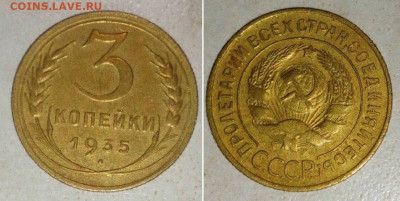 COINS.LAVE.RU
3
КОПЕЙКИ
1935
ПРОЛЕТАРИИ ВСЕХ СТРАН, СОЕДИНЯЙТЕСЬ!
СССР